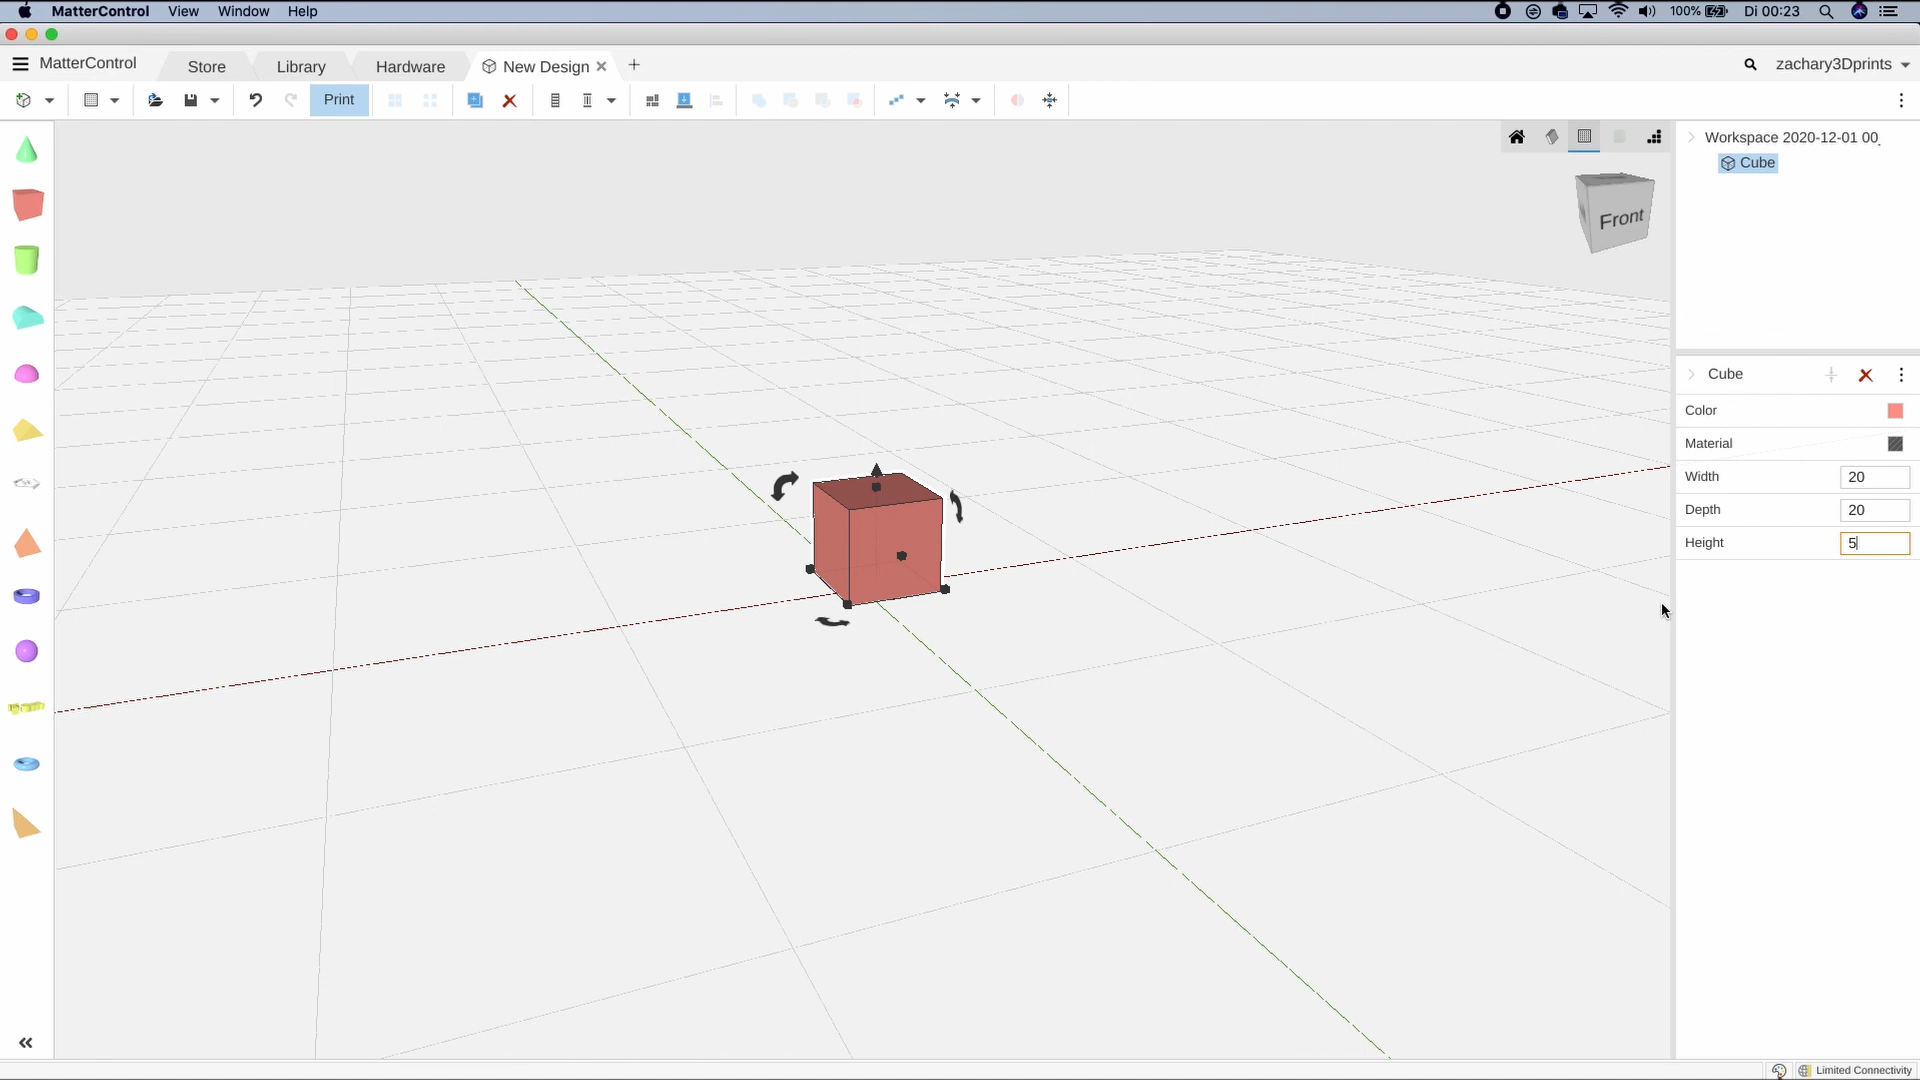 MatterControl View Window Help 100% Di 00:23
MatterControl Store Library Hardware New Design zachary3Dprints
Print
Workspace 2020-12-01 00
Cube
Front
Cube
Color
Material
Width 20
Depth 20
Height 5
Limited Connectivity